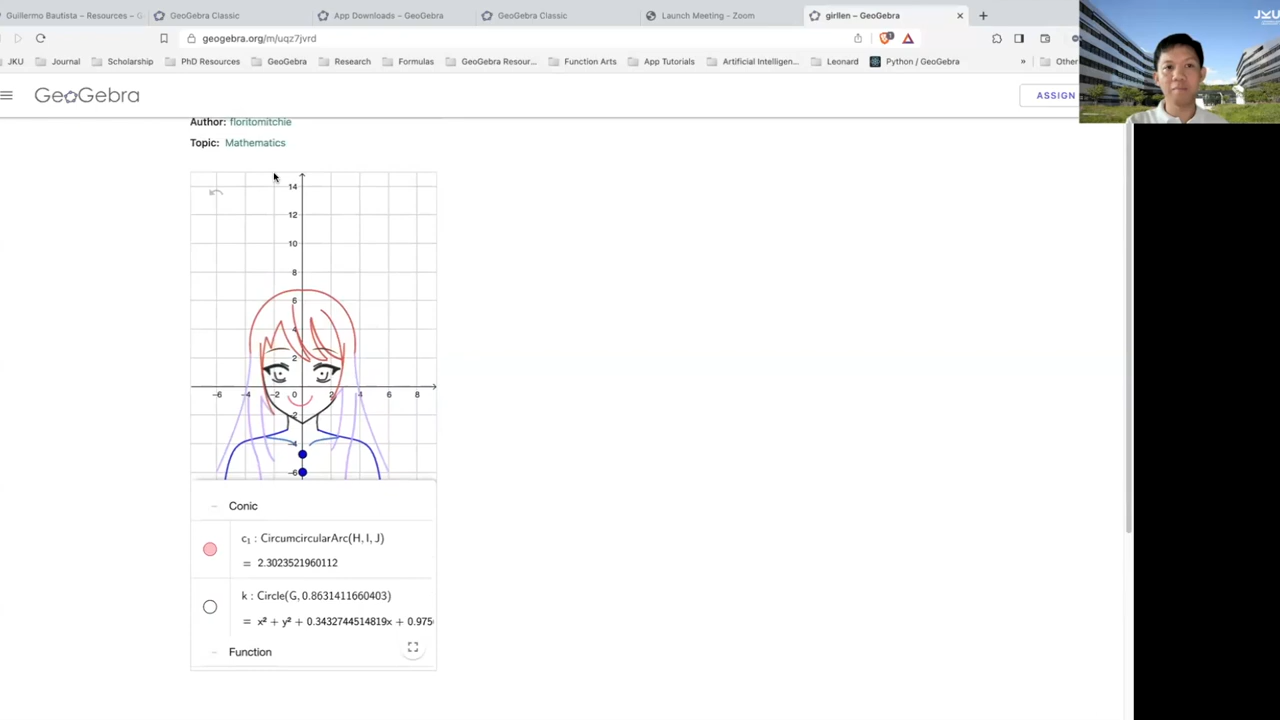 Guillermo Bautista – Resources – G
GeoGebra Classic
App Downloads – GeoGebra
GeoGebra Classic
Launch Meeting - Zoom
girllen – GeoGebra
geogebra.org/m/uqz7jvrd
JKU
Journal
Scholarship
PhD Resources
GeoGebra
Research
Formulas
GeoGebra Resour...
Function Arts
App Tutorials
Artificial Intelligen...
Leonard
Python / GeoGebra
»
Other
GeoGebra
ASSIGN
JKU
Author: floritomitchie
Topic: Mathematics
14
12
10
8
6
4
2
−6 −4 −2 0 2 4 6 8
−2
−4
−6
Conic
c₁ : CircumcircularArc(H, I, J)
= 2.3023521960112
k : Circle(G, 0.8631411660403)
= x² + y² + 0.3432744514819x + 0.975
Function